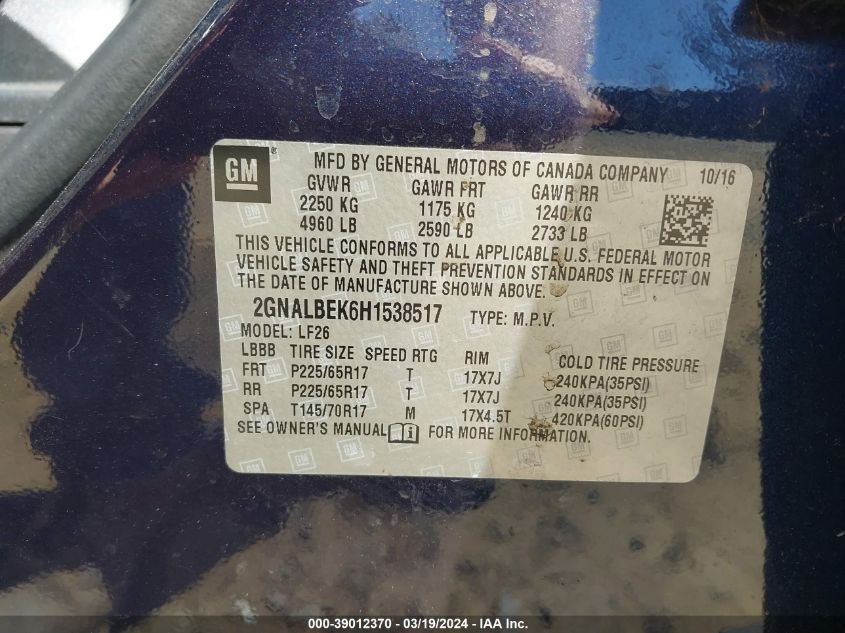 GM MFD BY GENERAL MOTORS OF CANADA COMPANY 10/16
GVWR GAWR FRT GAWR RR
2250 KG 1175 KG 1240 KG
4960 LB 2590 LB 2733 LB
THIS VEHICLE CONFORMS TO ALL APPLICABLE U.S. FEDERAL MOTOR
VEHICLE SAFETY AND THEFT PREVENTION STANDARDS IN EFFECT ON
THE DATE OF MANUFACTURE SHOWN ABOVE.
2GNALBEK6H1538517 TYPE: M.P.V.
MODEL: LF26
LBBB TIRE SIZE SPEED RTG RIM COLD TIRE PRESSURE
FRT P225/65R17 T 17X7J 240KPA(35PSI)
RR P225/65R17 T 17X7J 240KPA(35PSI)
SPA T145/70R17 M 17X4.5T 420KPA(60PSI)
SEE OWNER'S MANUAL i FOR MORE INFORMATION.
000-39012370 - 03/19/2024 - IAA Inc.